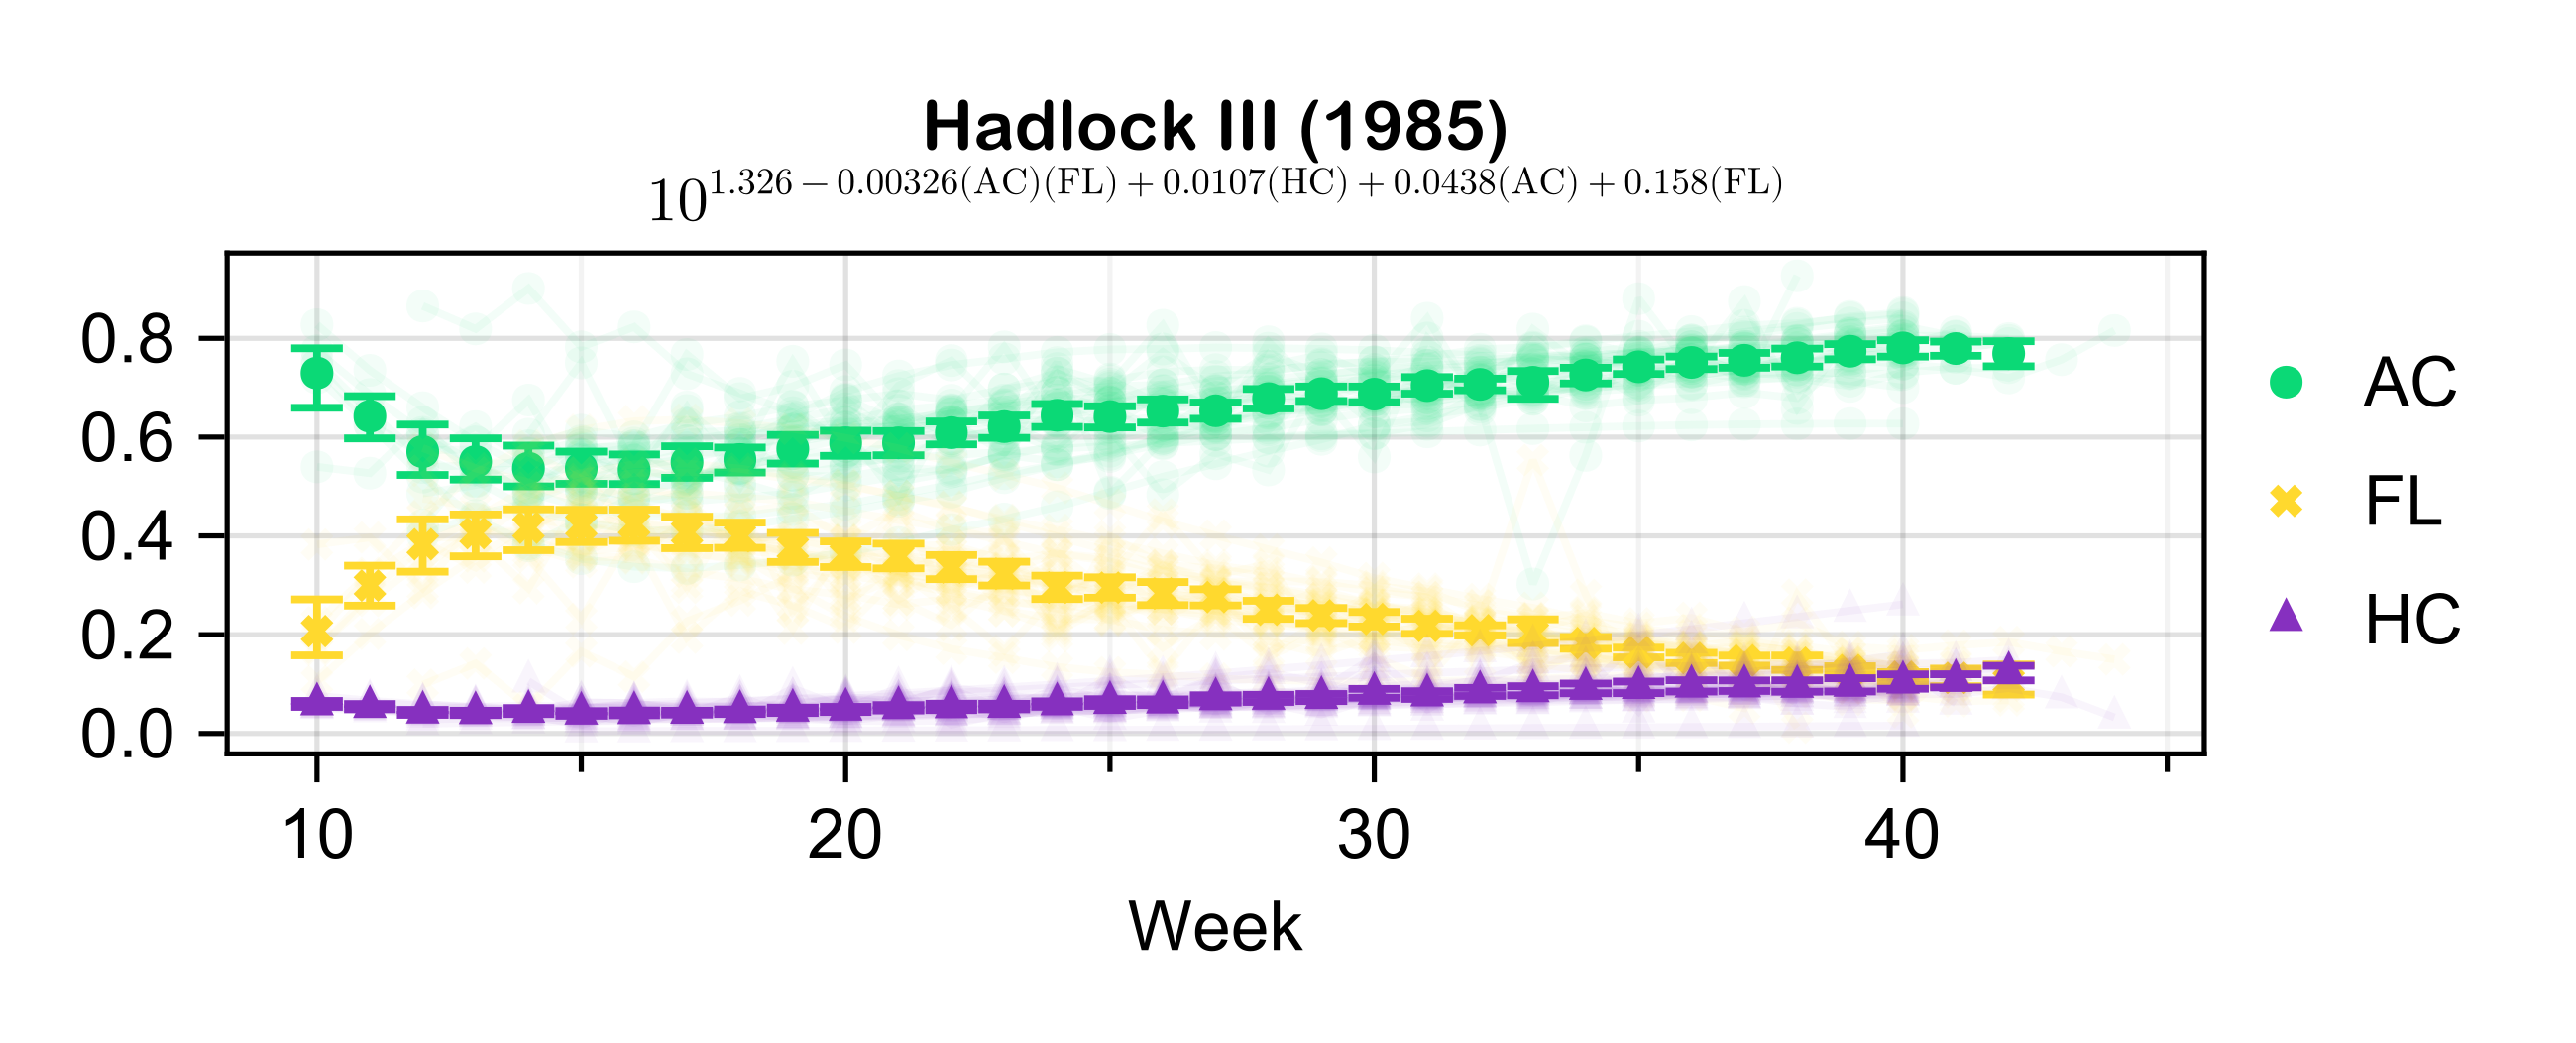 Hadlock III (1985)
10^{1.326 − 0.00326(AC)(FL) + 0.0107(HC) + 0.0438(AC) + 0.158(FL)}
0.8
0.6
0.4
0.2
0.0
10 20 30 40
Week
AC
FL
HC